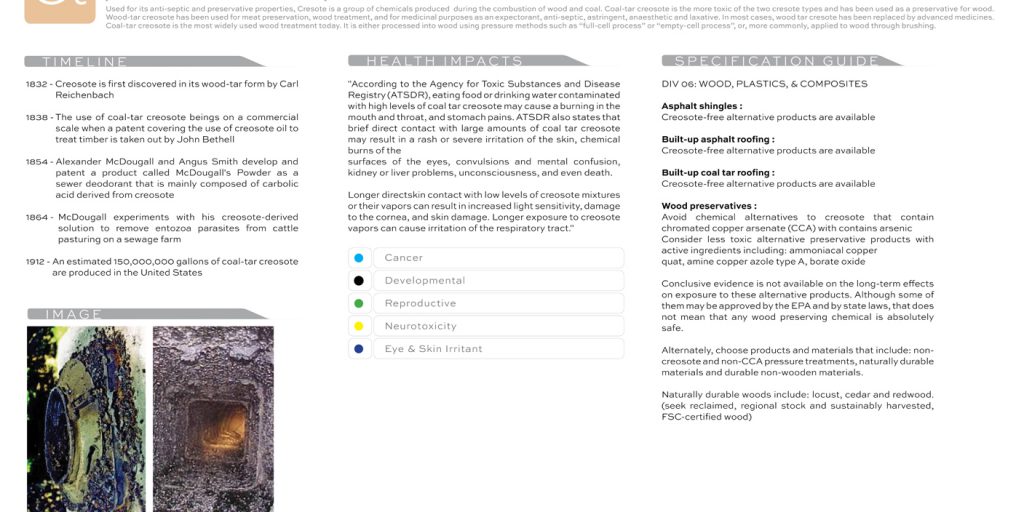 Used for its anti-septic and preservative properties, Cresote is a group of chemicals produced during the combustion of wood and coal. Coal-tar creosote is the more toxic of the two cresote types and has been used as a preservative for wood.
Wood-tar creosote has been used for meat preservation, wood treatment, and for medicinal purposes as an expectorant, anti-septic, astringent, anaesthetic and laxative. In most cases, wood tar cresote has been replaced by advanced medicines.
Coal-tar cresote is the most widely used wood treatment today. It is either processed into wood using pressure methods such as "full-cell process" or "empty-cell process", or, more commonly, applied to wood through brushing.
TIMELINE
1832 - Creosote is first discovered in its wood-tar form by Carl
Reichenbach
1838 - The use of coal-tar creosote beings on a commercial
scale when a patent covering the use of creosote oil to
treat timber is taken out by John Bethell
1854 - Alexander McDougall and Angus Smith develop and
patent a product called McDougall's Powder as a
sewer deodorant that is mainly composed of carbolic
acid derived from creosote
1864 - McDougall experiments with his creosote-derived
solution to remove entozoa parasites from cattle
pasturing on a sewage farm
1912 - An estimated 150,000,000 gallons of coal-tar creosote
are produced in the United States
IMAGE
HEALTH IMPACTS
"According to the Agency for Toxic Substances and Disease
Registry (ATSDR), eating food or drinking water contaminated
with high levels of coal tar creosote may cause a burning in the
mouth and throat, and stomach pains. ATSDR also states that
brief direct contact with large amounts of coal tar creosote
may result in a rash or severe irritation of the skin, chemical
burns of the
surfaces of the eyes, convulsions and mental confusion,
kidney or liver problems, unconsciousness, and even death.
Longer directskin contact with low levels of creosote mixtures
or their vapors can result in increased light sensitivity, damage
to the cornea, and skin damage. Longer exposure to creosote
vapors can cause irritation of the respiratory tract."
Cancer
Developmental
Reproductive
Neurotoxicity
Eye & Skin Irritant
SPECIFICATION GUIDE
DIV 06: WOOD, PLASTICS, & COMPOSITES
Asphalt shingles :
Creosote-free alternative products are available
Built-up asphalt roofing :
Creosote-free alternative products are available
Built-up coal tar roofing :
Creosote-free alternative products are available
Wood preservatives :
Avoid chemical alternatives to creosote that contain
chromated copper arsenate (CCA) with contains arsenic
Consider less toxic alternative preservative products with
active ingredients including: ammoniacal copper
quat, amine copper azole type A, borate oxide
Conclusive evidence is not available on the long-term effects
on exposure to these alternative products. Although some of
them may be approved by the EPA and by state laws, that does
not mean that any wood preserving chemical is absolutely
safe.
Alternately, choose products and materials that include: non-
creosote and non-CCA pressure treatments, naturally durable
materials and durable non-wooden materials.
Naturally durable woods include: locust, cedar and redwood.
(seek reclaimed, regional stock and sustainably harvested,
FSC-certified wood)